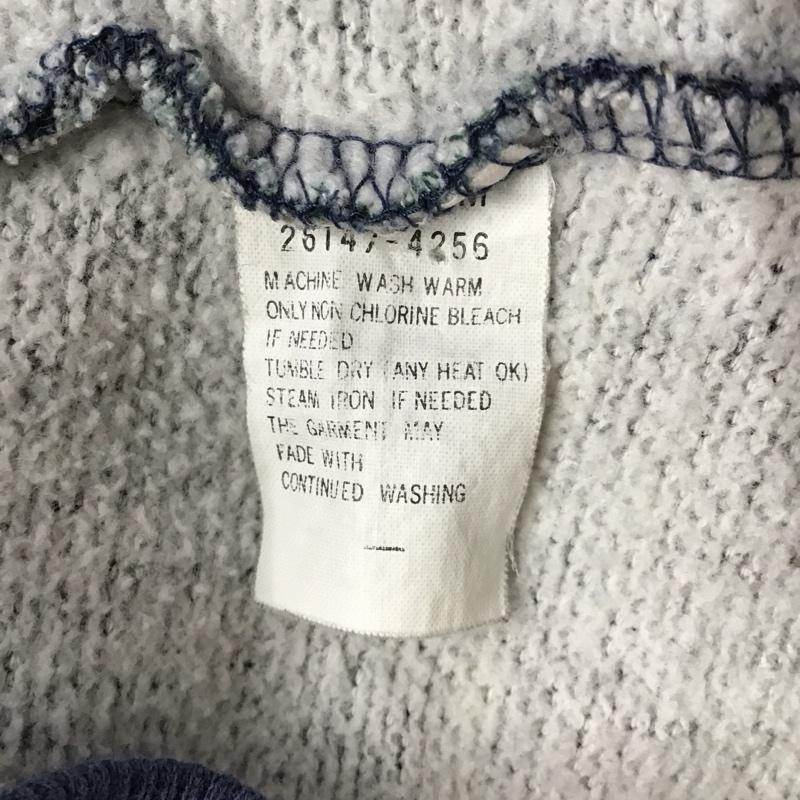 M
26147-4256
MACHINE WASH WARM
ONLY NON CHLORINE BLEACH
IF NEEDED
TUMBLE DRY (ANY HEAT OK)
STEAM IRON IF NEEDED
THE GARMENT MAY
FADE WITH
CONTINUED WASHING